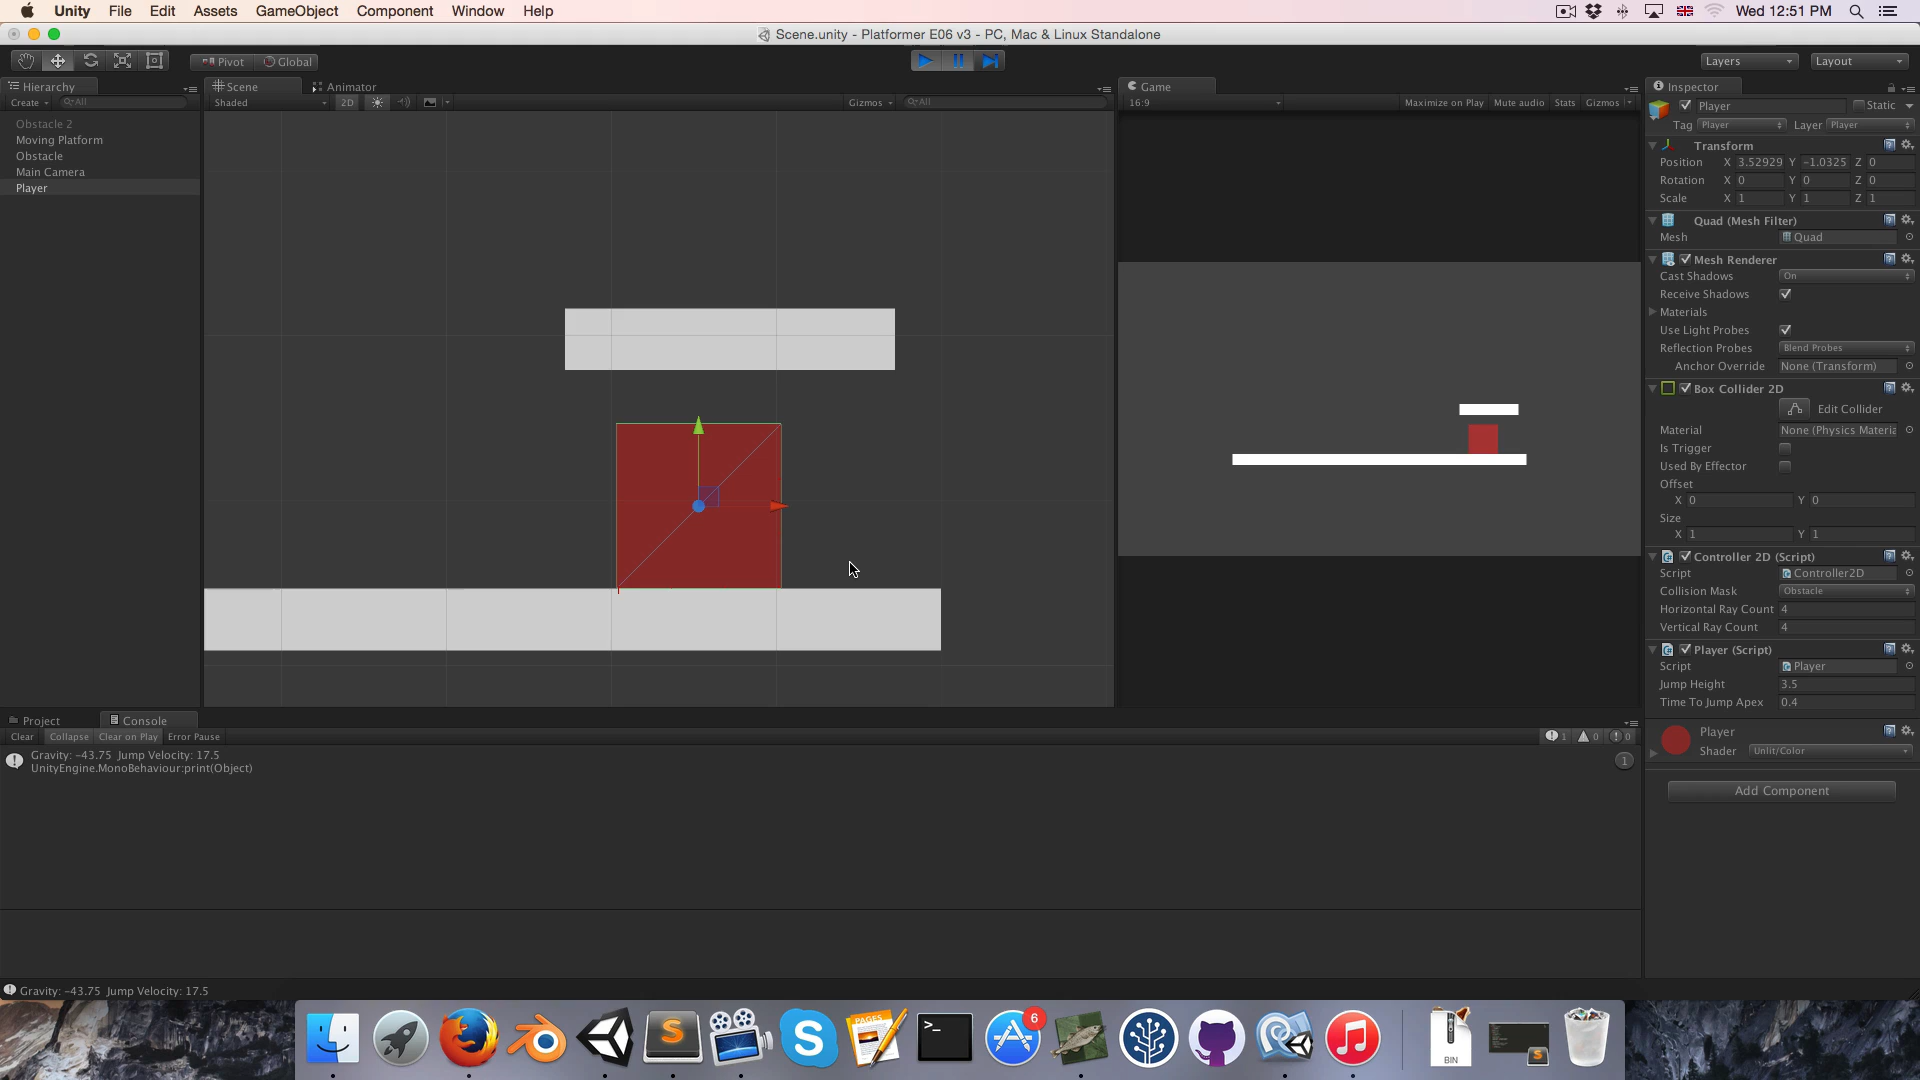 Unity File Edit Assets GameObject Component Window Help
Wed 12:51 PM
Scene.unity - Platformer E06 v3 - PC, Mac & Linux Standalone
Pivot Global
Layers Layout
Hierarchy
Create All
Obstacle 2
Moving Platform
Obstacle
Main Camera
Player
Scene Animator
Shaded 2D Gizmos All
Game
16:9 Maximize on Play Mute audio Stats Gizmos
Inspector
Player Static
Tag Player Layer Player
Transform
Position X 3.52929 Y -1.0325 Z 0
Rotation X 0 Y 0 Z 0
Scale X 1 Y 1 Z 1
Quad (Mesh Filter)
Mesh Quad
Mesh Renderer
Cast Shadows On
Receive Shadows
Materials
Use Light Probes
Reflection Probes Blend Probes
Anchor Override None (Transform)
Box Collider 2D
Edit Collider
Material None (Physics Materia
Is Trigger
Used By Effector
Offset
X 0 Y 0
Size
X 1 Y 1
Controller 2D (Script)
Script Controller2D
Collision Mask Obstacle
Horizontal Ray Count 4
Vertical Ray Count 4
Player (Script)
Script Player
Jump Height 3.5
Time To Jump Apex 0.4
Player
Shader Unlit/Color
Add Component
Project Console
Clear Collapse Clear on Play Error Pause 1 0 0
Gravity: -43.75 Jump Velocity: 17.5
UnityEngine.MonoBehaviour:print(Object)
1
Gravity: -43.75 Jump Velocity: 17.5
PAGES
6
BIN